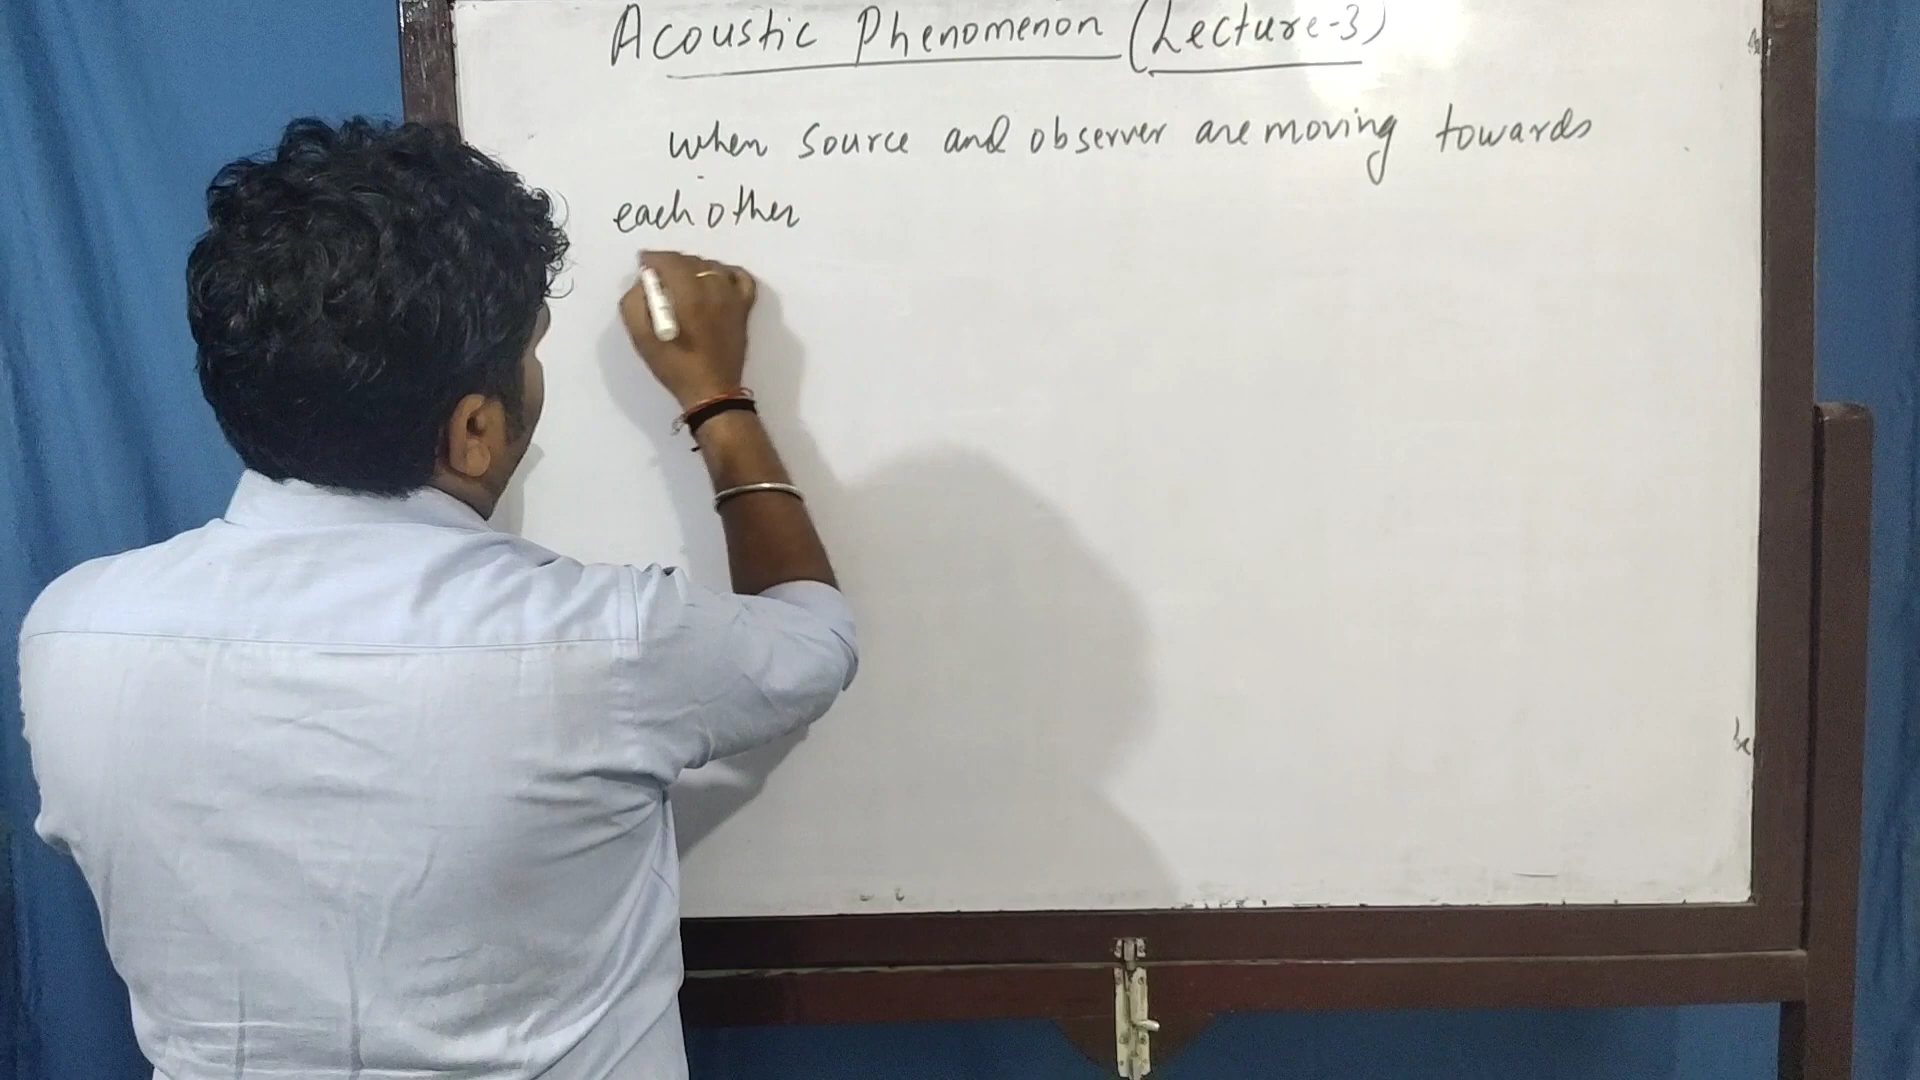 Acoustic Phenomenon (Lecture-3)
when source and observer are moving towards
each other